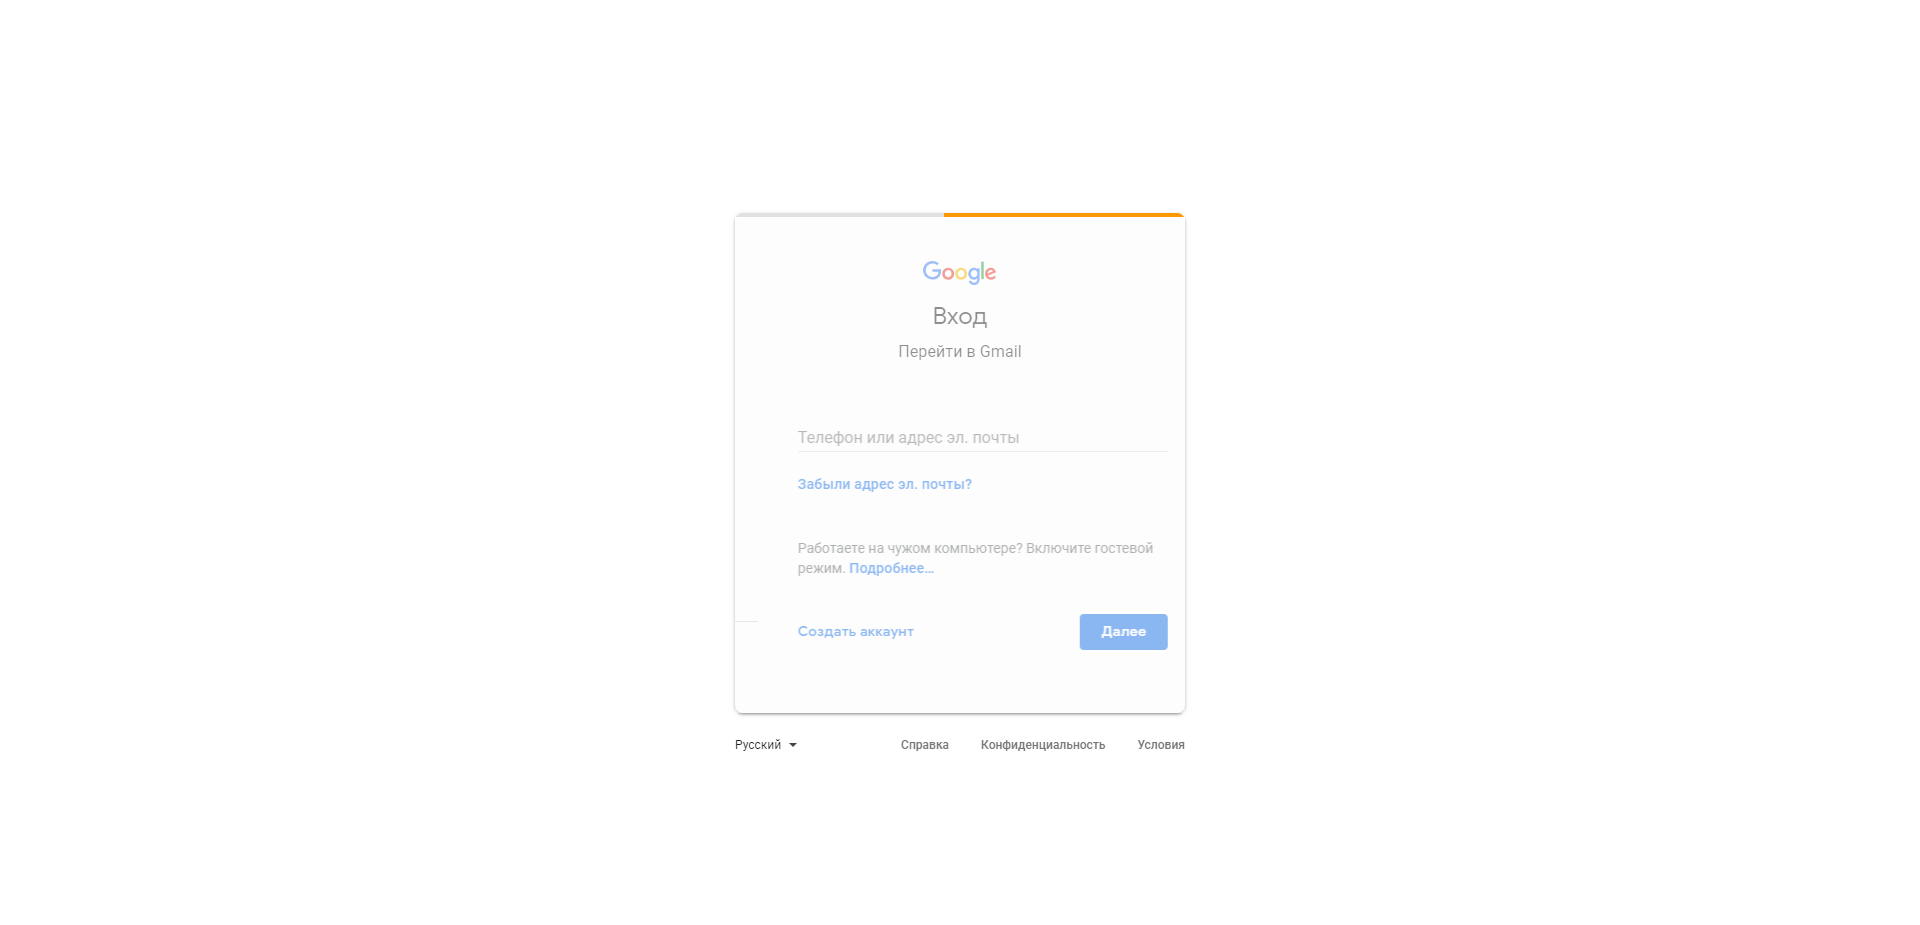 Google
Вход
Перейти в Gmail
Телефон или адрес эл. почты
Забыли адрес эл. почты?
Работаете на чужом компьютере? Включите гостевой
режим. Подробнее…
Создать аккаунт
Далее
Русский
Справка
Конфиденциальность
Условия